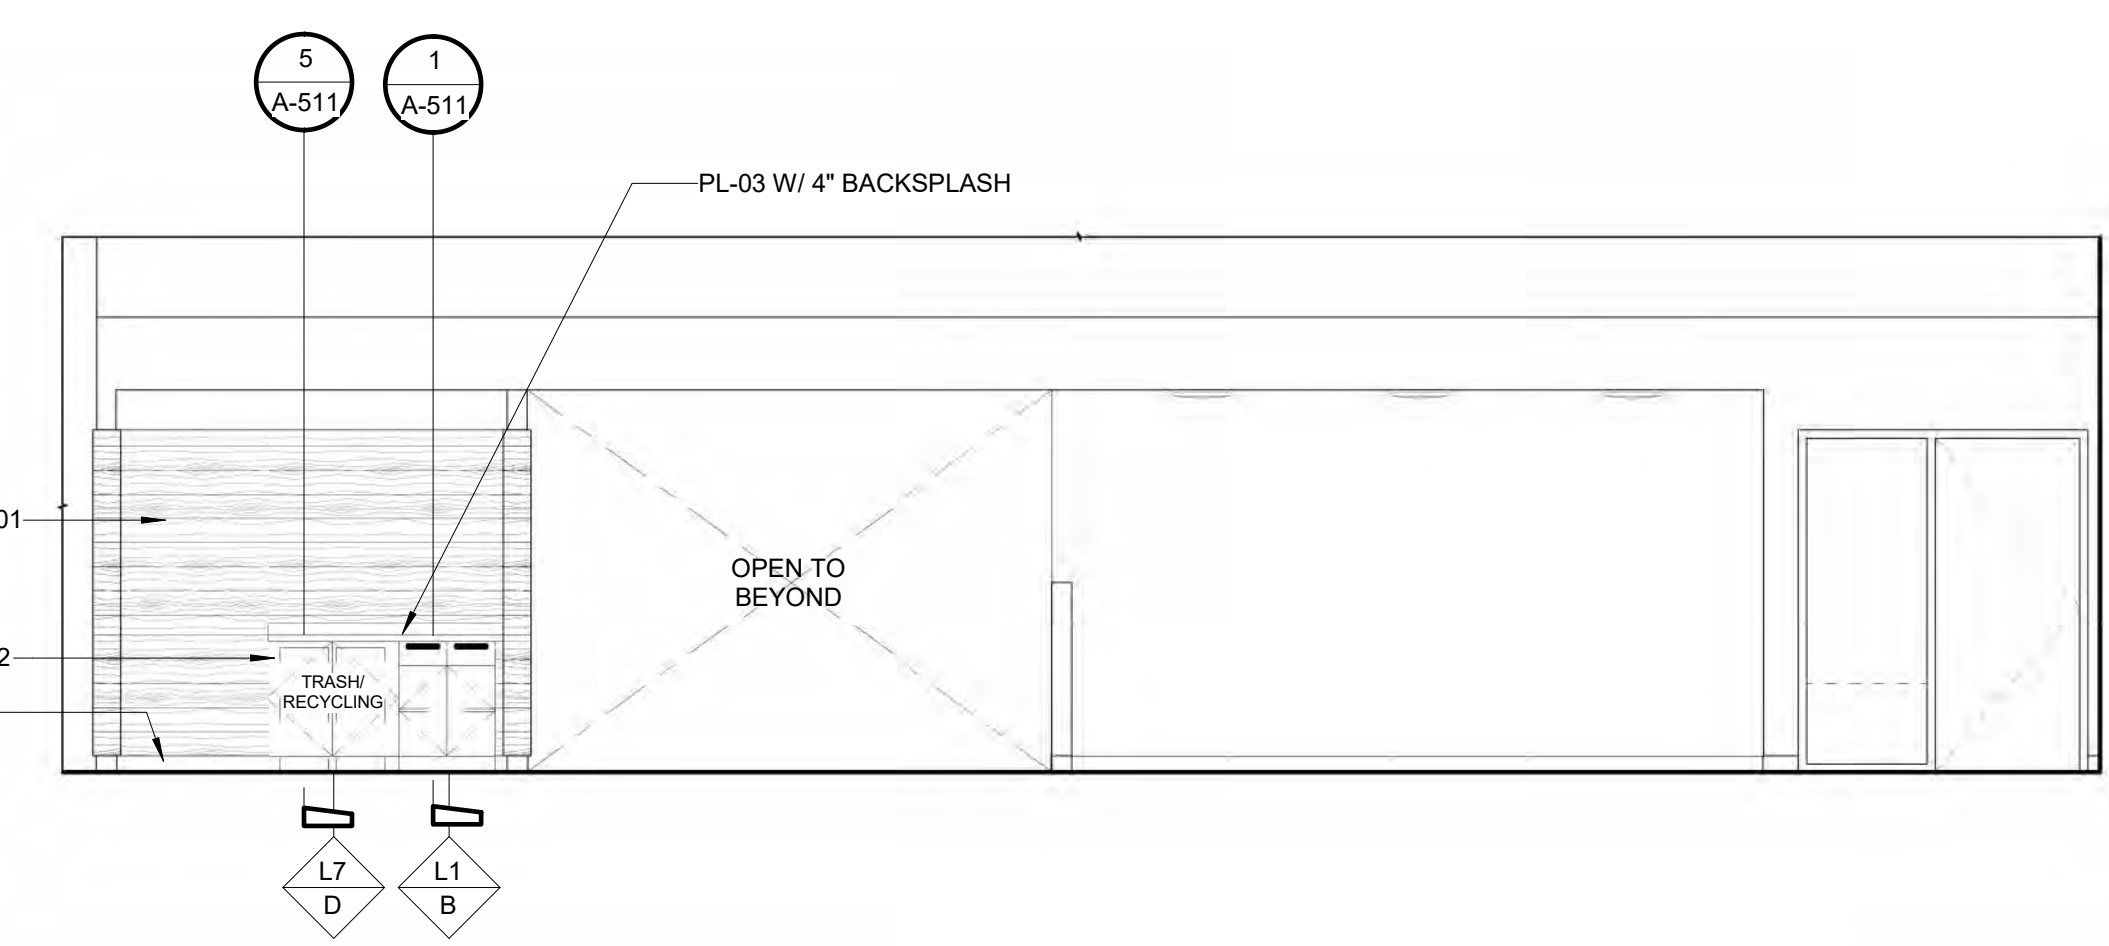 5
A-511
1
A-511
PL-03 W/ 4" BACKSPLASH
01
OPEN TO
BEYOND
2
TRASH/
RECYCLING
L7
D
L1
B